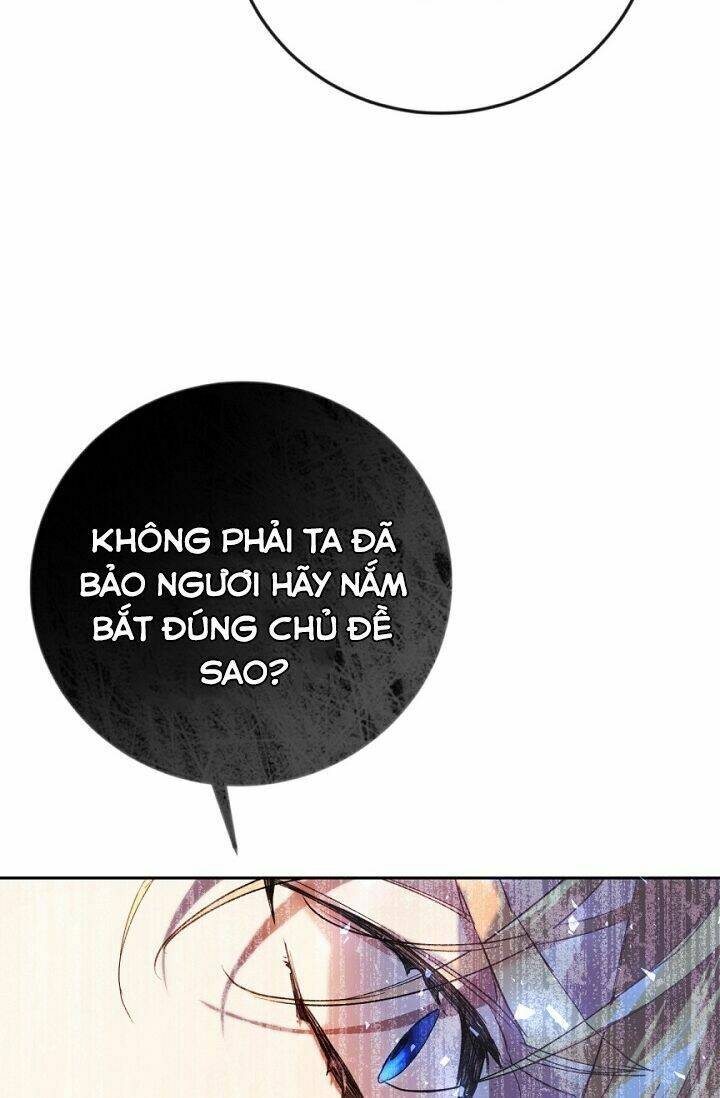 KHÔNG PHẢI TA ĐÃ
BẢO NGƯƠI HÃY NẮM
BẮT ĐÚNG CHỦ ĐỀ
SAO?